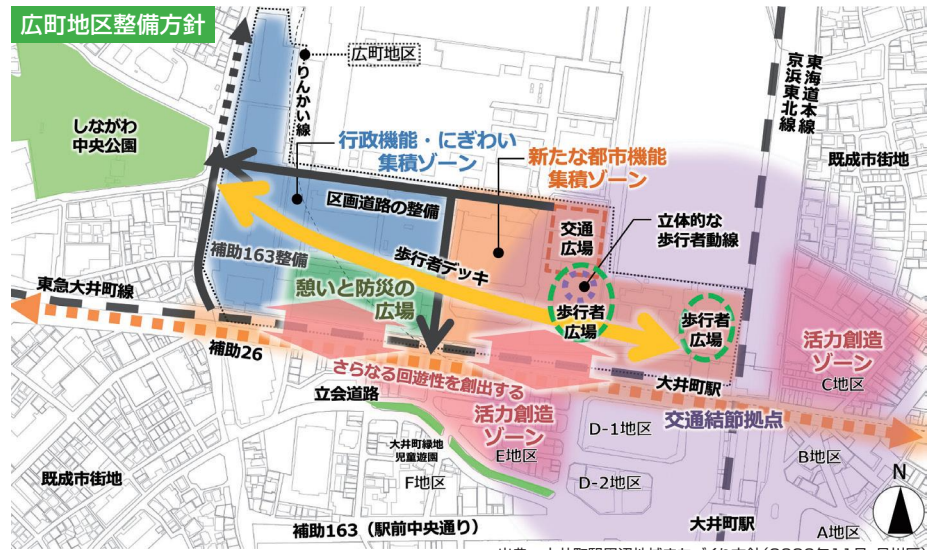 広町地区整備方針
広町地区
りんかい線
東海道本線
京浜東北線
しながわ
中央公園
行政機能・にぎわい
集積ゾーン
新たな都市機能
集積ゾーン
既成市街地
区画道路の整備
交通
広場
立体的な
歩行者動線
補助163整備
歩行者デッキ
東急大井町線
憩いと防災の
広場
歩行者
広場
歩行者
広場
活力創造
ゾーン
C地区
補助26
さらなる回遊性を創出する
大井町駅
立会道路
活力創造
ゾーン
E地区
交通結節拠点
D-1地区
大井町緑地
児童遊園
B地区
既成市街地
F地区
D-2地区
N
補助163（駅前中央通り）
大井町駅
A地区